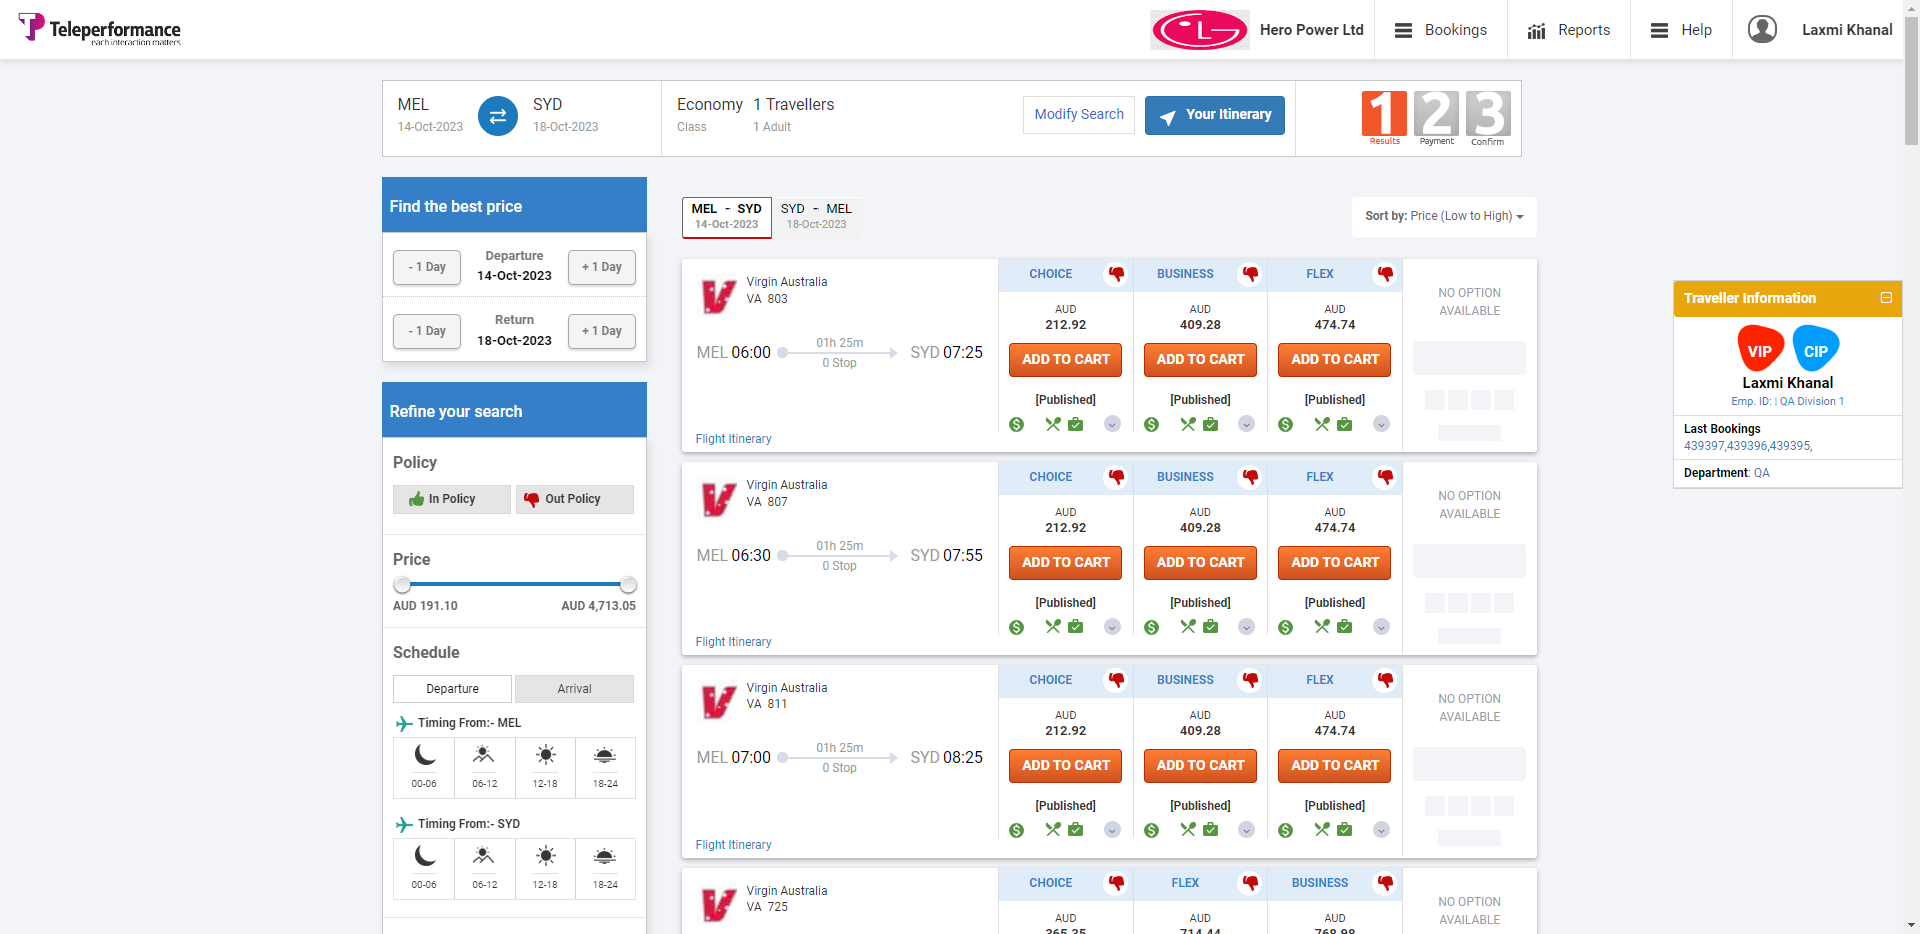 Teleperformance
each interaction matters
Hero Power Ltd
Bookings
Reports
Help
Laxmi Khanal
MEL
14-Oct-2023
SYD
18-Oct-2023
Economy
Class
1 Travellers
1 Adult
Modify Search
Your Itinerary
1
Results
2
Payment
3
Confirm
Find the best price
- 1 Day
Departure
14-Oct-2023
+ 1 Day
- 1 Day
Return
18-Oct-2023
+ 1 Day
Refine your search
Policy
In Policy
Out Policy
Price
AUD 191.10
AUD 4,713.05
Schedule
Departure
Arrival
Timing From:- MEL
00-06
06-12
12-18
18-24
Timing From:- SYD
00-06
06-12
12-18
18-24
MEL - SYD
14-Oct-2023
SYD - MEL
18-Oct-2023
Sort by: Price (Low to High)
Virgin Australia
VA 803
MEL 06:00
01h 25m
0 Stop
SYD 07:25
Flight Itinerary
CHOICE
AUD
212.92
ADD TO CART
[Published]
BUSINESS
AUD
409.28
ADD TO CART
[Published]
FLEX
AUD
474.74
ADD TO CART
[Published]
NO OPTION
AVAILABLE
Virgin Australia
VA 807
MEL 06:30
01h 25m
0 Stop
SYD 07:55
Flight Itinerary
CHOICE
AUD
212.92
ADD TO CART
[Published]
BUSINESS
AUD
409.28
ADD TO CART
[Published]
FLEX
AUD
474.74
ADD TO CART
[Published]
NO OPTION
AVAILABLE
Virgin Australia
VA 811
MEL 07:00
01h 25m
0 Stop
SYD 08:25
Flight Itinerary
CHOICE
AUD
212.92
ADD TO CART
[Published]
BUSINESS
AUD
409.28
ADD TO CART
[Published]
FLEX
AUD
474.74
ADD TO CART
[Published]
NO OPTION
AVAILABLE
Virgin Australia
VA 725
CHOICE
AUD
365.35
FLEX
AUD
714.44
BUSINESS
AUD
768.98
NO OPTION
AVAILABLE
Traveller Information
VIP
CIP
Laxmi Khanal
Emp. ID: | QA Division 1
Last Bookings
439397,439396,439395,
Department: QA